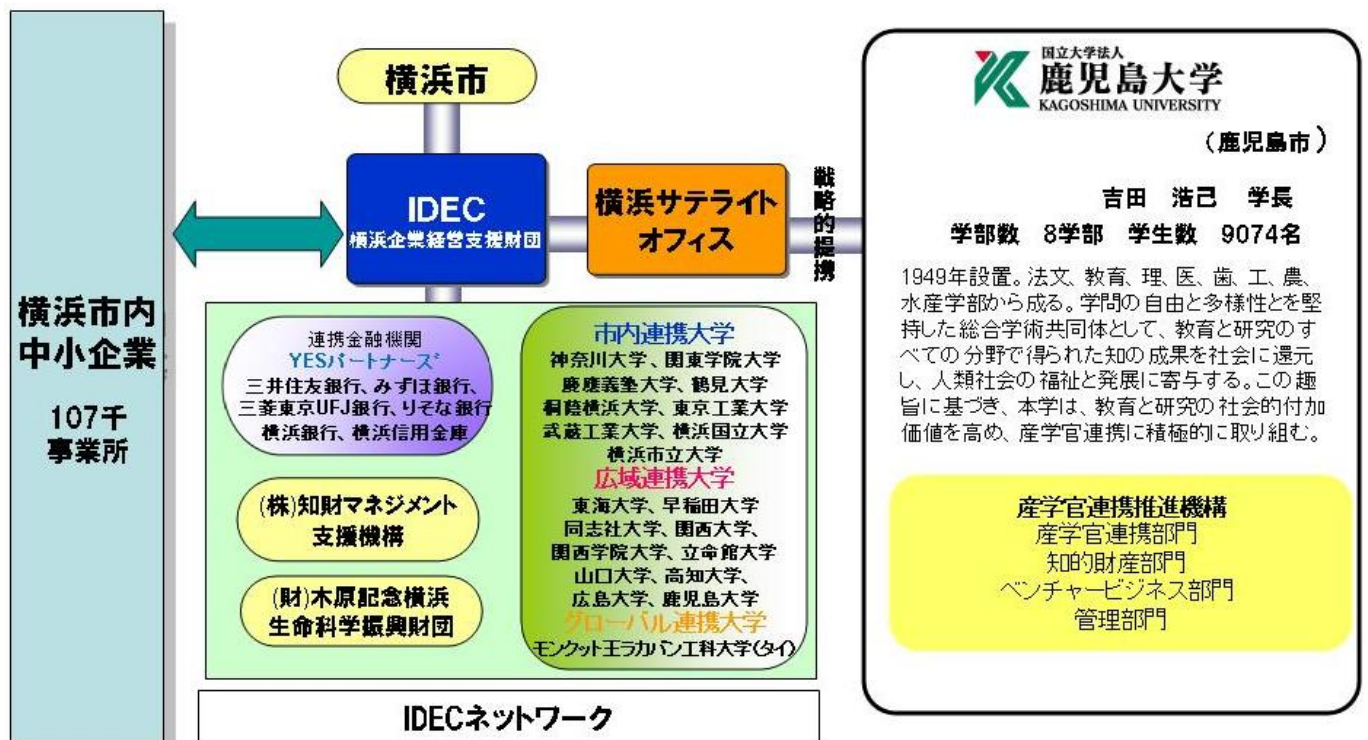 横浜市内
中小企業
107千
事業所
横浜市
IDEC
横浜企業経営支援財団
横浜サテライト
オフィス
戦略的提携
連携金融機関
YESパートナーズ*
三井住友銀行、みずほ銀行、
三菱東京UFJ銀行、りそな銀行
横浜銀行、横浜信用金庫
(株)知財マネジメント
支援機構
(財)木原記念横浜
生命科学振興財団
市内連携大学
神奈川大学、関東学院大学
慶應義塾大学、鶴見大学
桐蔭横浜大学、東京工業大学
武蔵工業大学、横浜国立大学
横浜市立大学
広域連携大学
東海大学、早稲田大学
同志社大学、関西大学、
関西学院大学、立命館大学
山口大学、高知大学、
広島大学、鹿児島大学
グローバル連携大学
モンクット王ラカバン工科大学(タイ)
IDECネットワーク
国立大学法人
鹿児島大学
KAGOSHIMA UNIVERSITY
(鹿児島市)
吉田 浩己 学長
学部数 8学部 学生数 9074名
1949年設置。法文、教育、理、医、歯、工、農、
水産学部から成る。学問の自由と多様性とを堅
持した総合学術共同体として、教育と研究のす
べての分野で得られた知の成果を社会に還元
し、人類社会の福祉と発展に寄与する。この趣
旨に基づき、本学は、教育と研究の社会的付加
価値を高め、産学官連携に積極的に取り組む。
産学官連携推進機構
産学官連携部門
知的財産部門
ベンチャービジネス部門
管理部門